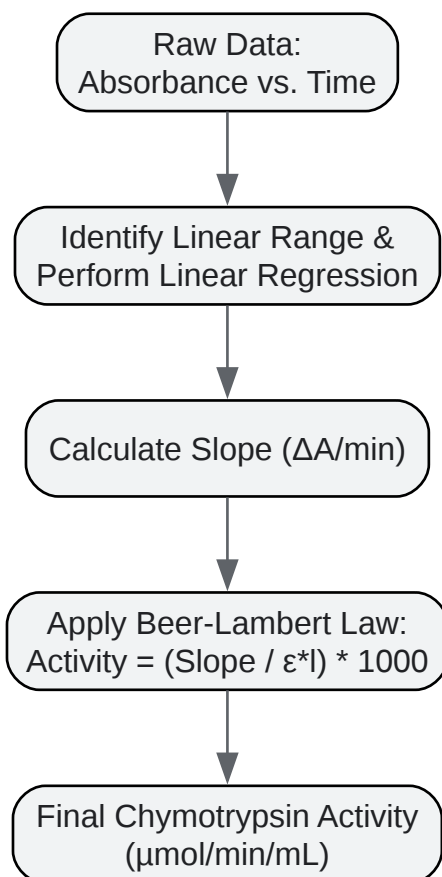 Raw Data:
Absorbance vs. Time
Identify Linear Range &
Perform Linear Regression
Calculate Slope (ΔA/min)
Apply Beer-Lambert Law:
Activity = (Slope / ε*l) * 1000
Final Chymotrypsin Activity
(µmol/min/mL)